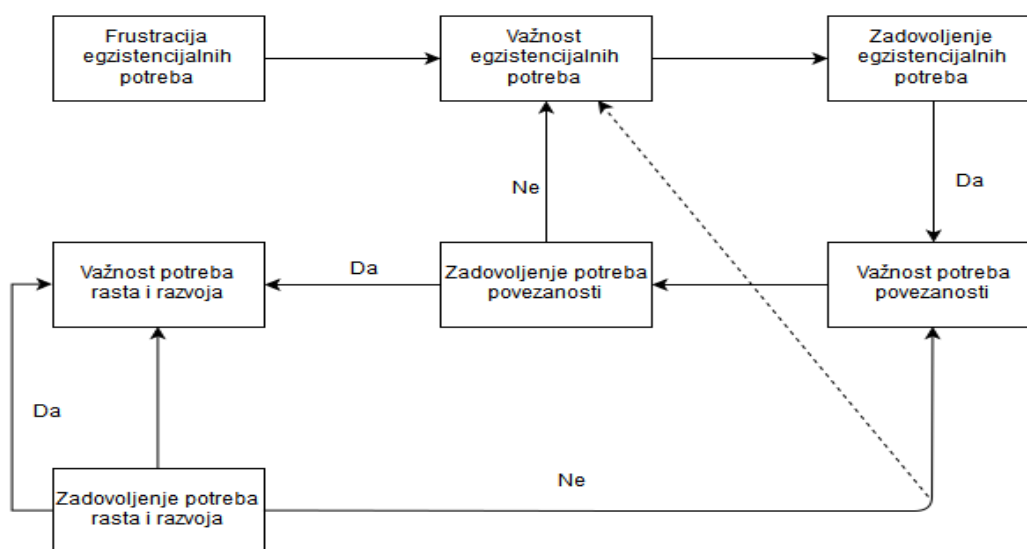 Frustracija
egzistencijalnih
potreba
Važnost
egzistencijalnih
potreba
Zadovoljenje
egzistencijalnih
potreba
Ne
Da
Važnost potreba
rasta i razvoja
Da
Zadovoljenje potreba
povezanosti
Važnost potreba
povezanosti
Da
Zadovoljenje potreba
rasta i razvoja
Ne